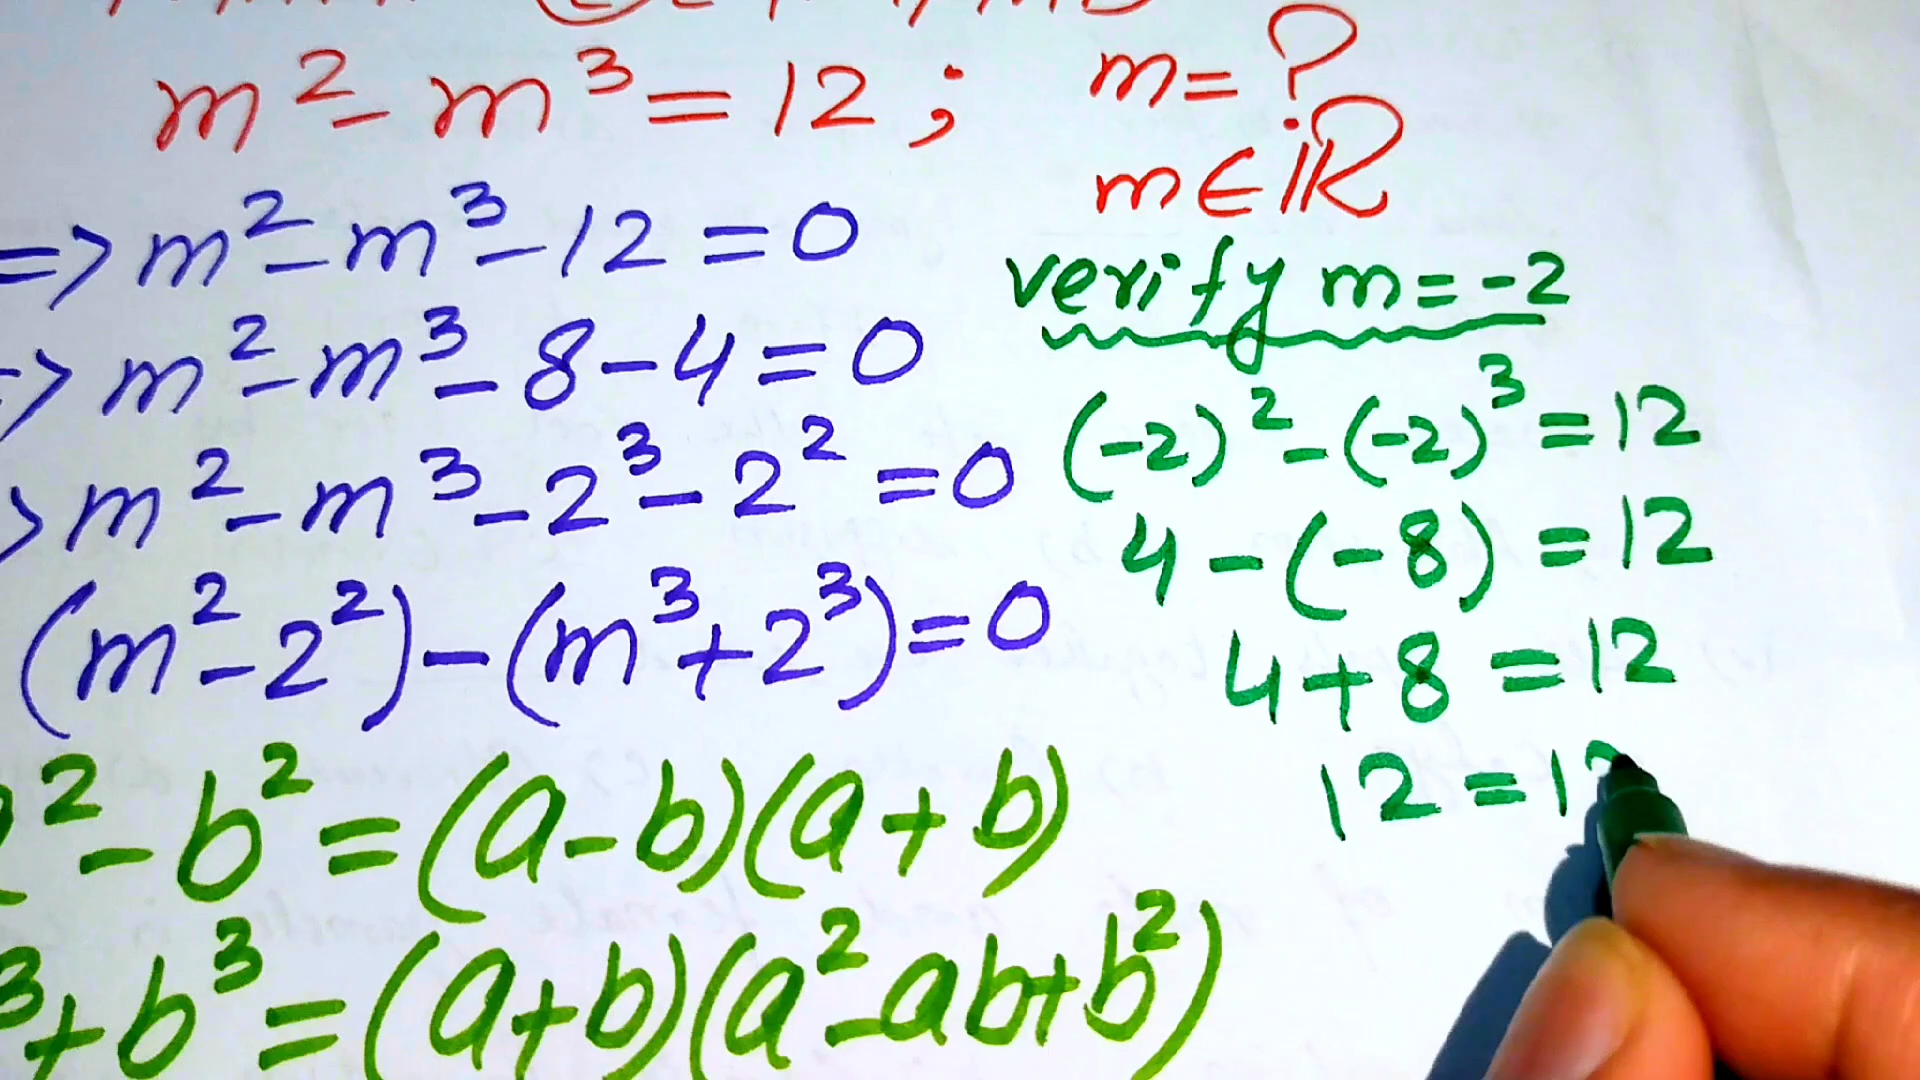 m² - m³ = 12 ; m = ?
m ∈ ℝ
=> m² - m³ - 12 = 0
=> m² - m³ - 8 - 4 = 0
> m² - m³ - 2³ - 2² = 0
(m² - 2²) - (m³ + 2³) = 0
² - b² = (a - b)(a + b)
³ + b³ = (a + b)(a² - ab + b²)
verify m = -2
(-2)² - (-2)³ = 12
4 - (-8) = 12
4 + 8 = 12
12 = 12